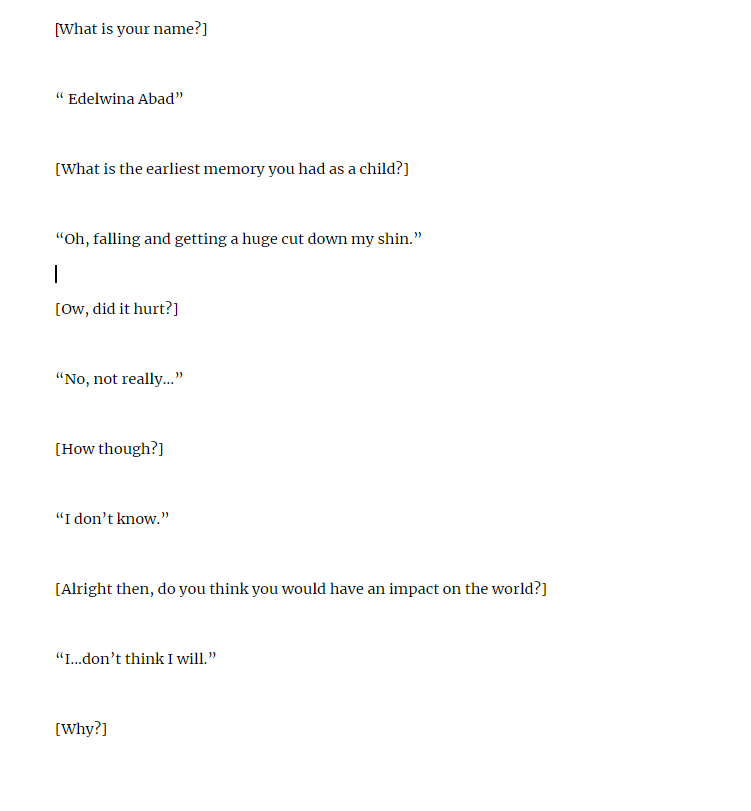 [What is your name?]
“ Edelwina Abad”
[What is the earliest memory you had as a child?]
“Oh, falling and getting a huge cut down my shin.”
[Ow, did it hurt?]
“No, not really…”
[How though?]
“I don’t know.”
[Alright then, do you think you would have an impact on the world?]
“I…don’t think I will.”
[Why?]